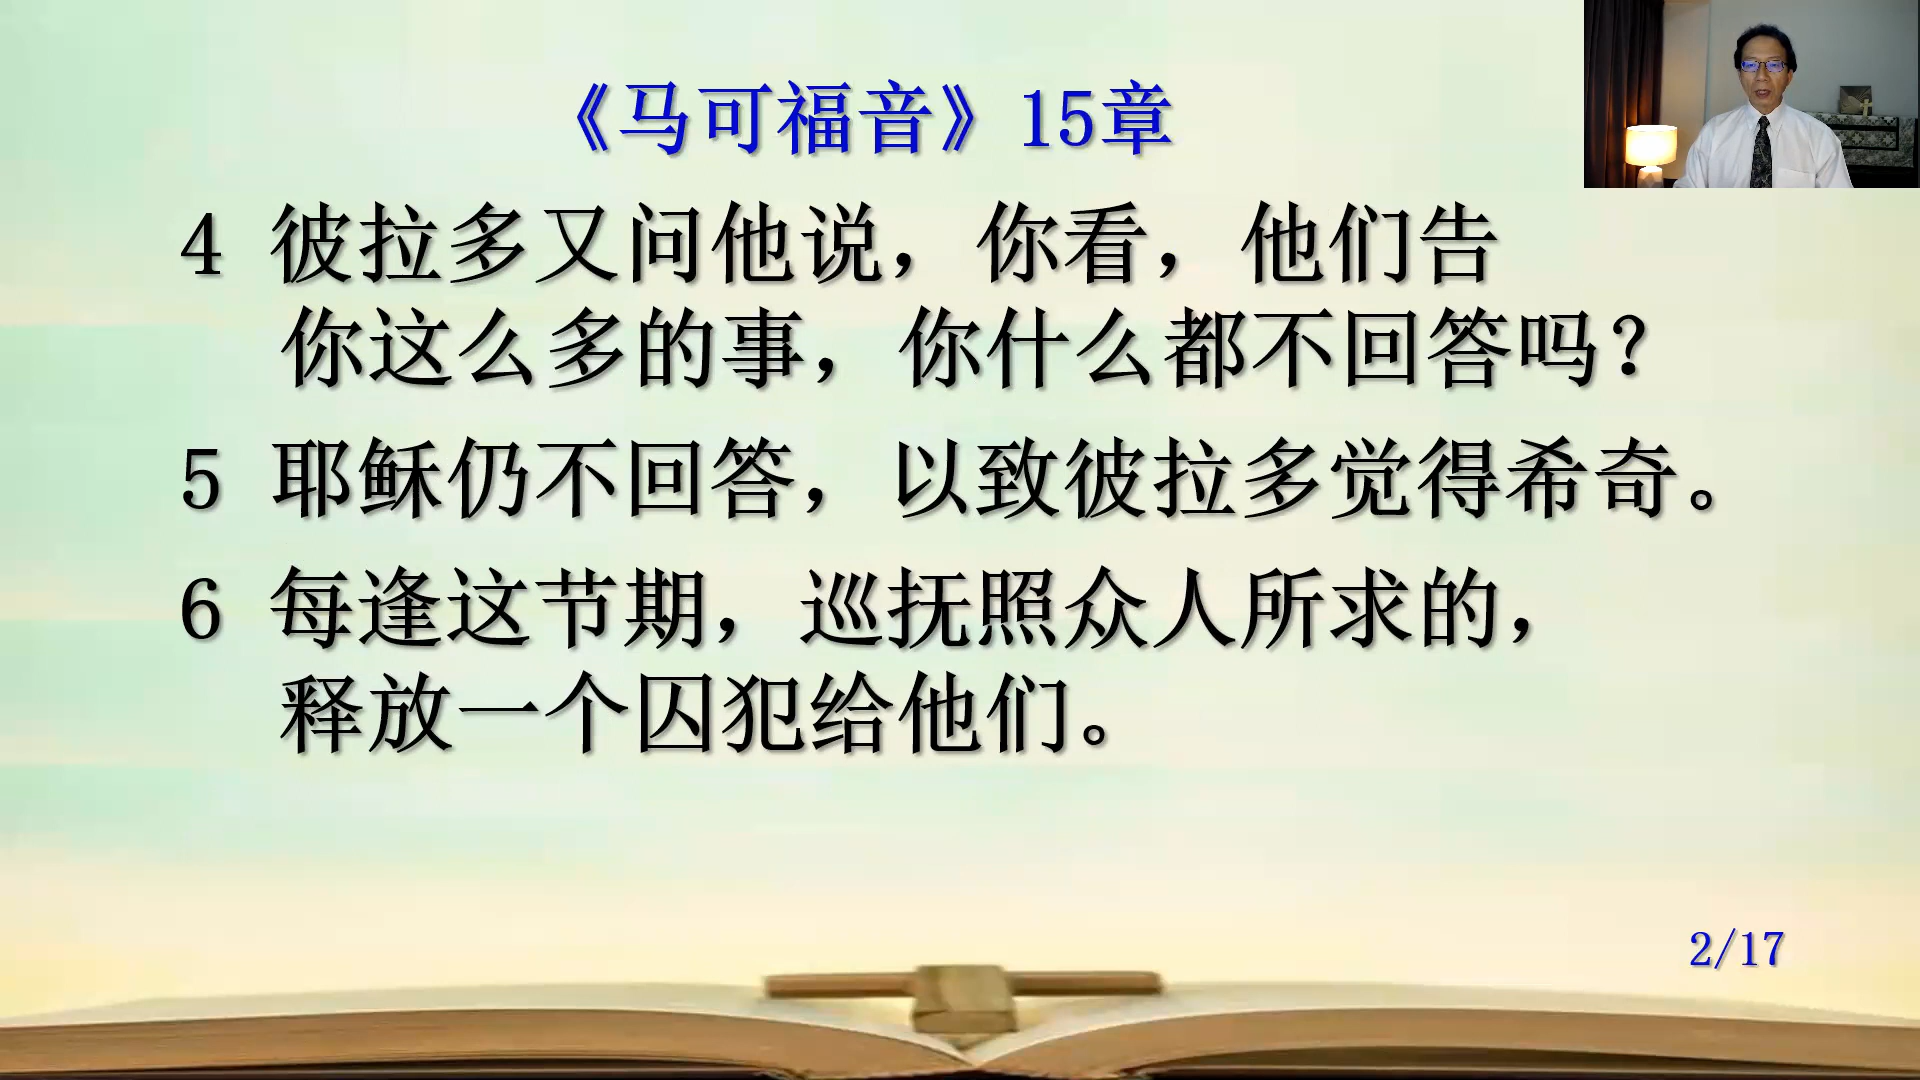 《马可福音》15章
4 彼拉多又问他说，你看，他们告
你这么多的事，你什么都不回答吗？
5 耶稣仍不回答，以致彼拉多觉得希奇。
6 每逢这节期，巡抚照众人所求的，
释放一个囚犯给他们。
2/17